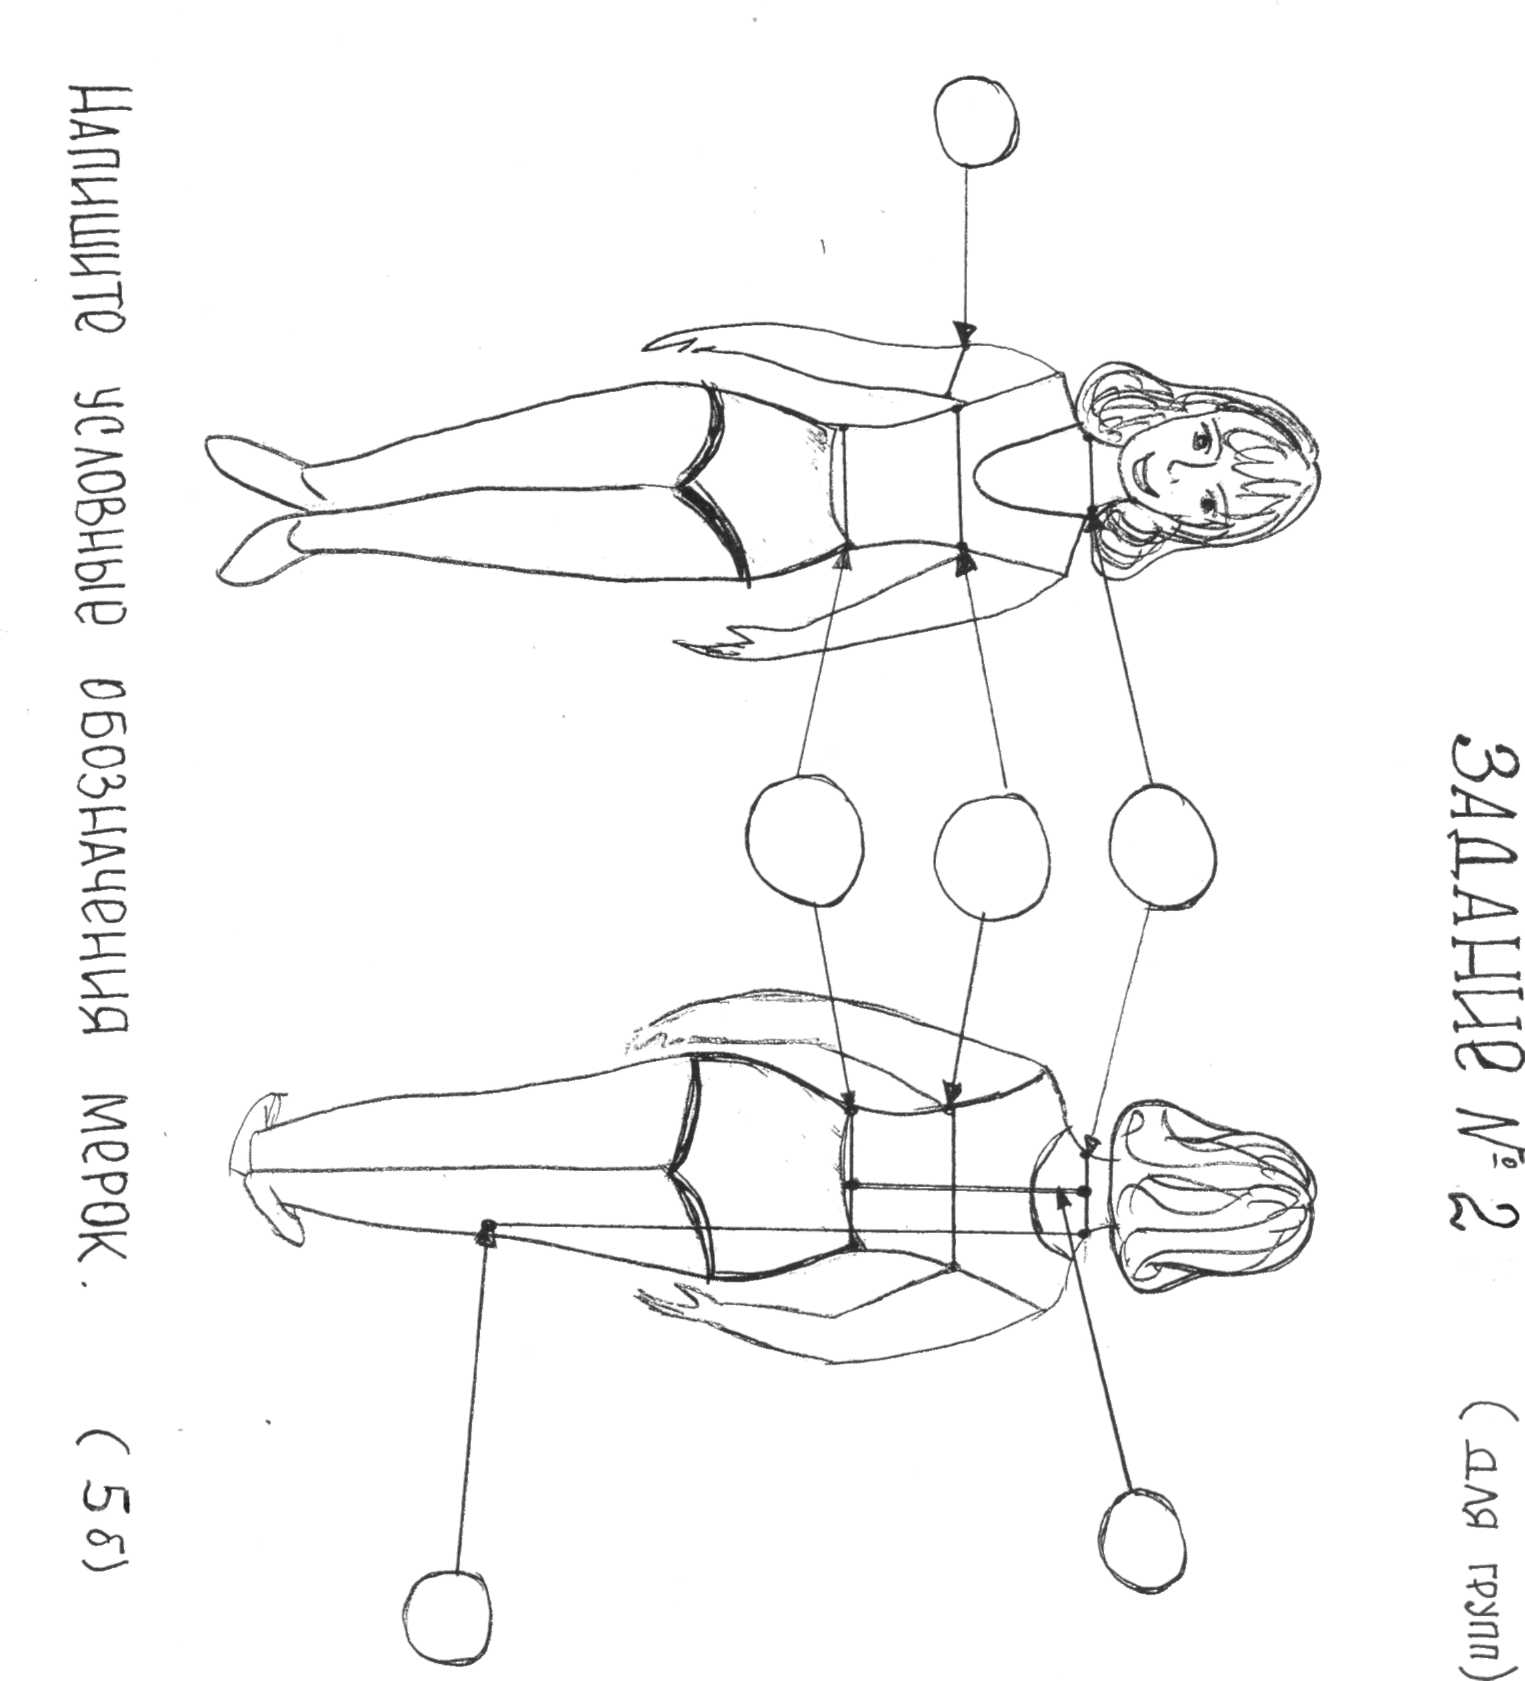 ЗАДАНИЕ № 2 (для групп)
Напишите условные обозначения мерок. (5б)